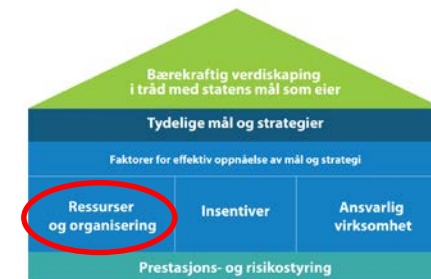 Bærekraftig verdiskaping
i tråd med statens mål som eier
Tydelige mål og strategier
Faktorer for effektiv oppnåelse av mål og strategi
Ressurser
og organisering
Insentiver
Ansvarlig
virksomhet
Prestasjons- og risikostyring